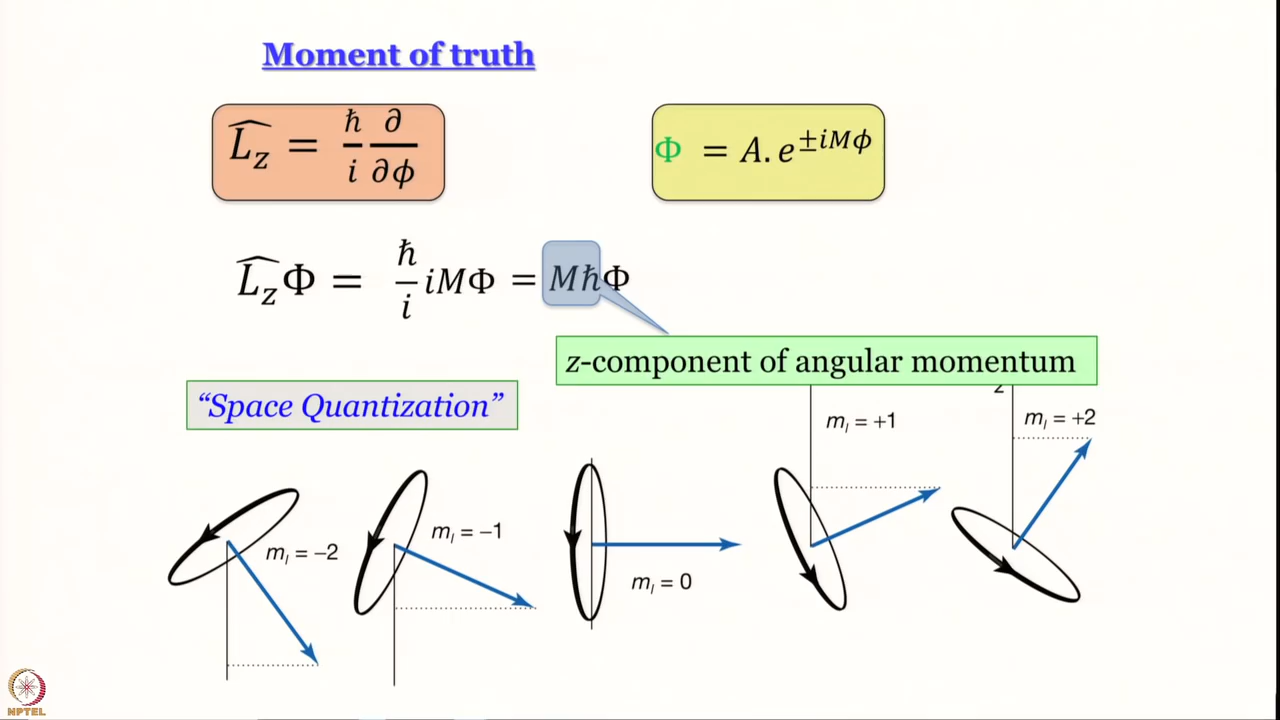 Moment of truth
L̂z = ħ/i ∂/∂ϕ
Φ = A. e^±iMϕ
L̂zΦ = ħ/i iMΦ = MħΦ
z-component of angular momentum
“Space Quantization”
z
mₗ = –2
mₗ = –1
mₗ = 0
mₗ = +1
mₗ = +2
NPTEL